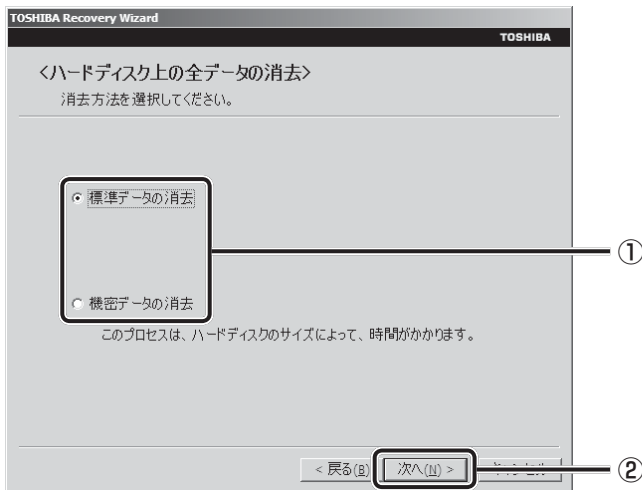 TOSHIBA Recovery Wizard
TOSHIBA
<ハードディスク上の全データの消去>
消去方法を選択してください。
標準データの消去
①
機密データの消去
このプロセスは、ハードディスクのサイズによって、時間がかかります。
< 戻る(B) 次へ(N) >
②